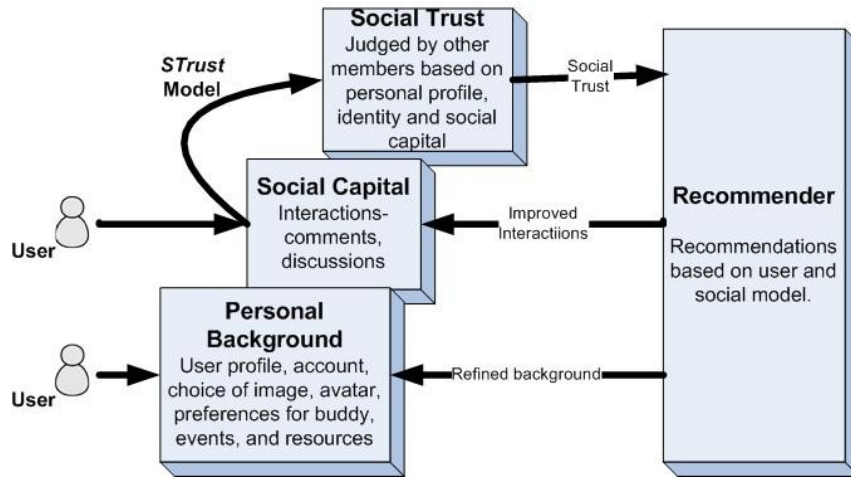 Social Trust
Judged by other
members based on
personal profile,
identity and social
capital
STrust
Model
Social
Trust
Social Capital
Interactions-
comments,
discussions
User
Improved
Interactiions
Recommender
Recommendations
based on user and
social model.
Personal
Background
User profile, account,
choice of image, avatar,
preferences for buddy,
events, and resources
User
Refined background